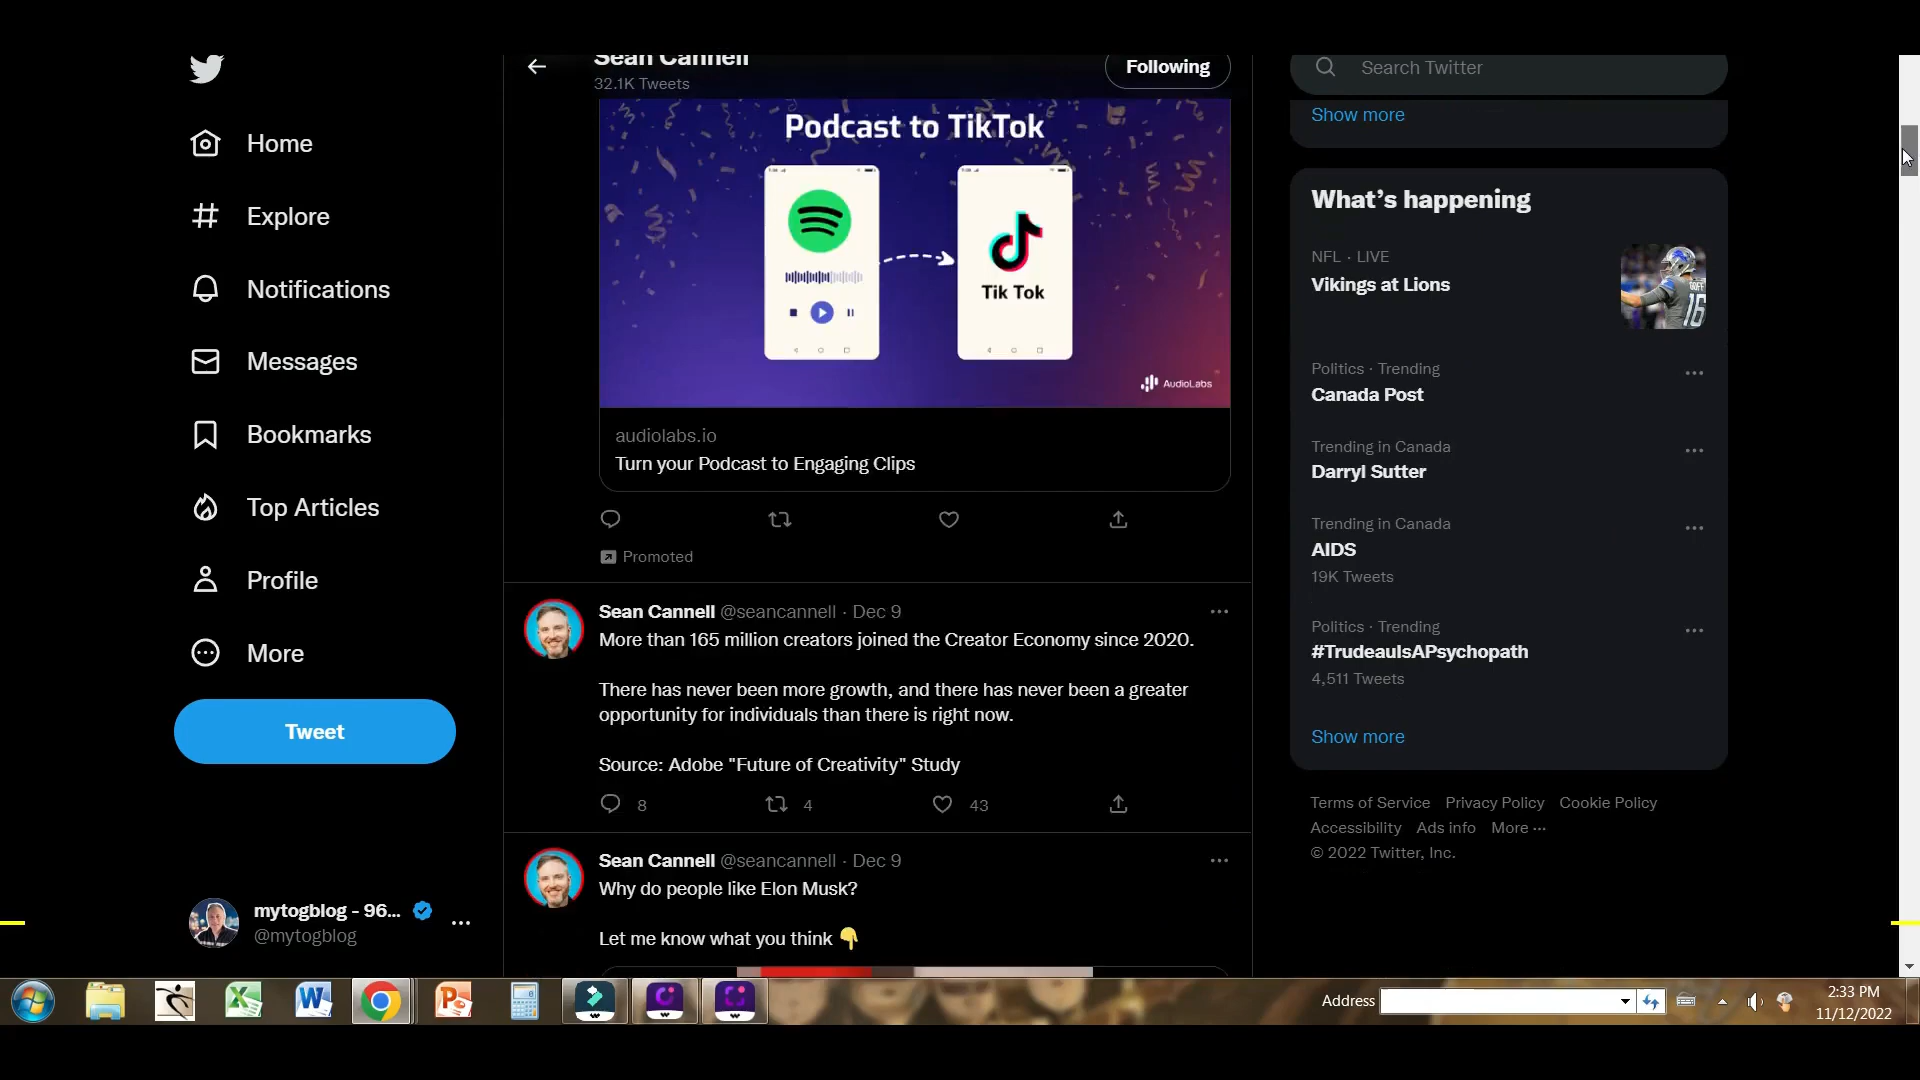 Home
Explore
Notifications
Messages
Bookmarks
Top Articles
Profile
More
Tweet
mytogblog - 96...
@mytogblog
Sean Cannell
32.1K Tweets
Following
Podcast to TikTok
Tik Tok
AudioLabs
audiolabs.io
Turn your Podcast to Engaging Clips
Promoted
Sean Cannell @seancannell · Dec 9
More than 165 million creators joined the Creator Economy since 2020.
There has never been more growth, and there has never been a greater
opportunity for individuals than there is right now.
Source: Adobe "Future of Creativity" Study
8 4 43
Sean Cannell @seancannell · Dec 9
Why do people like Elon Musk?
Let me know what you think 👇
Search Twitter
Show more
What's happening
NFL · LIVE
Vikings at Lions
GOFF
16
Politics · Trending
Canada Post
Trending in Canada
Darryl Sutter
Trending in Canada
AIDS
19K Tweets
Politics · Trending
#TrudeauIsAPsychopath
4,511 Tweets
Show more
Terms of Service Privacy Policy Cookie Policy
Accessibility Ads info More ···
© 2022 Twitter, Inc.
Address
2:33 PM
11/12/2022